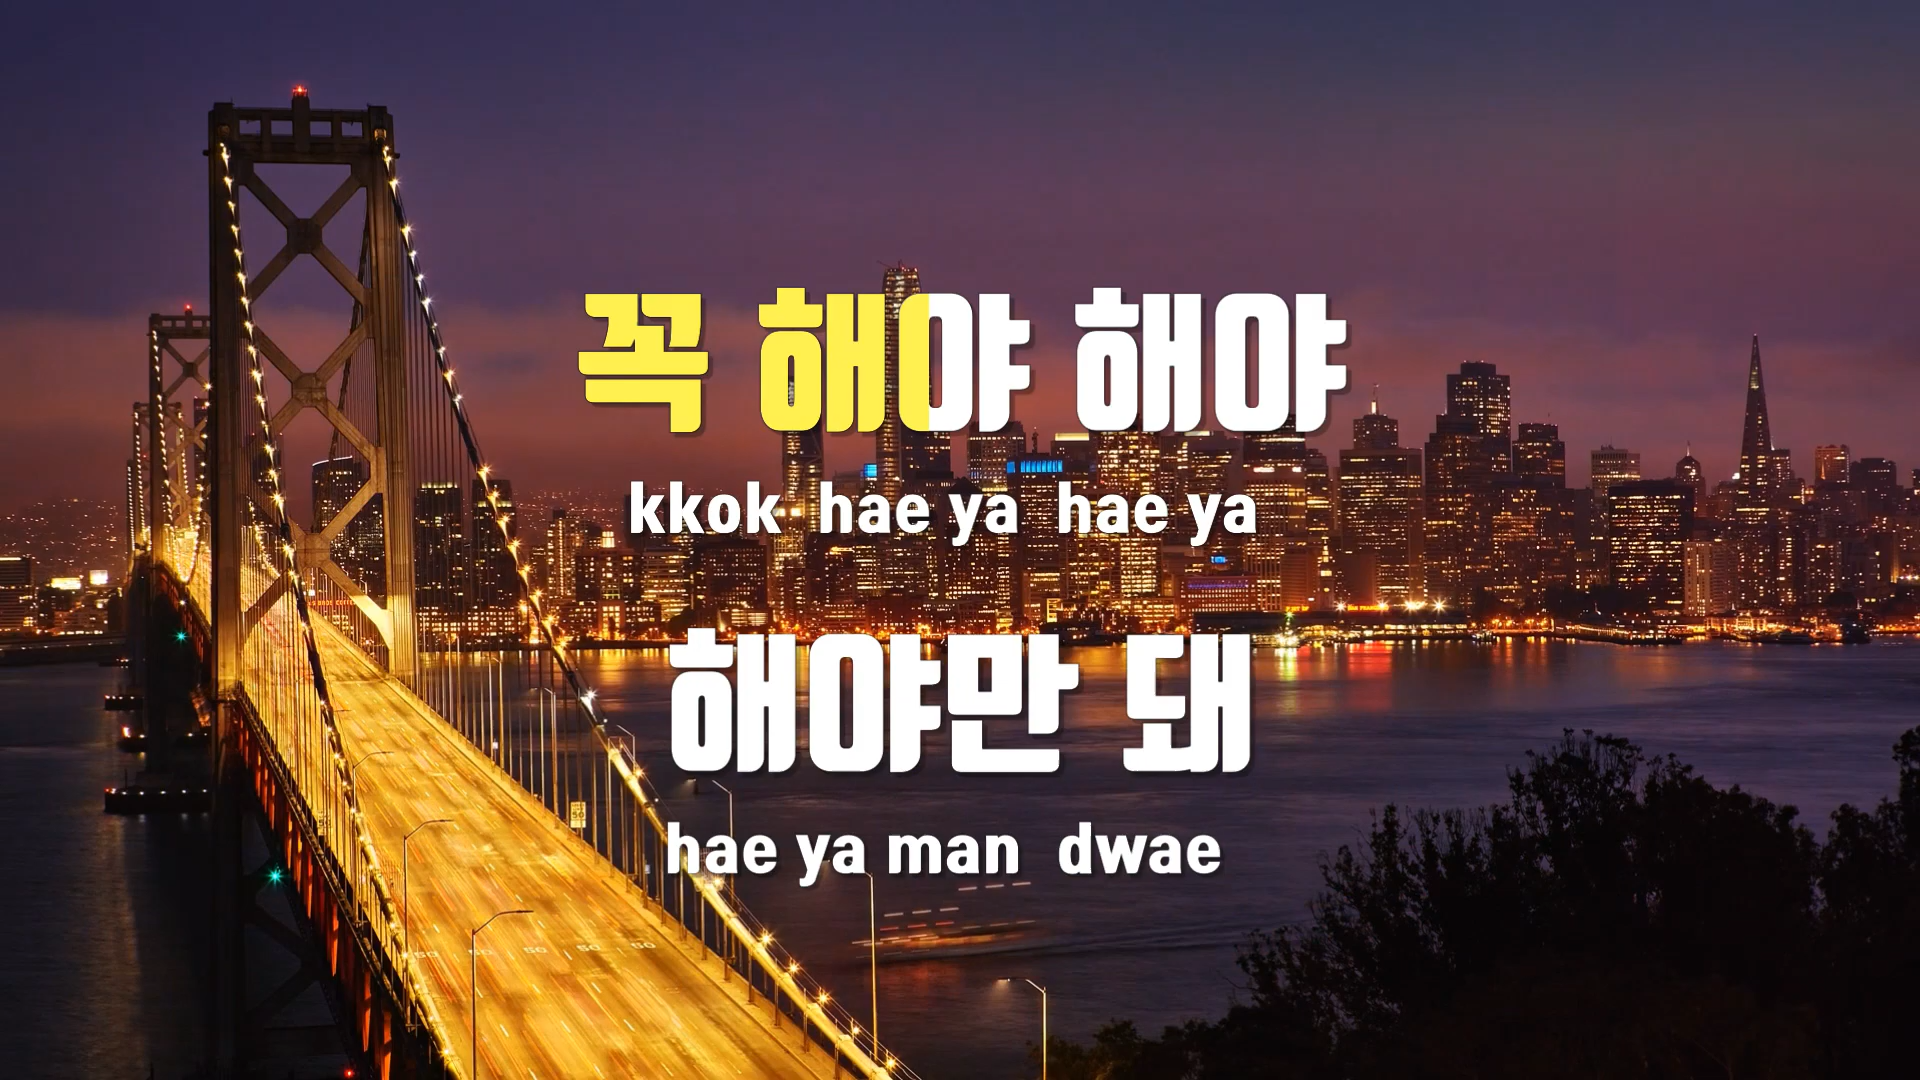 꼭 해야 해야
kkok hae ya hae ya
해야만 돼
hae ya man dwae